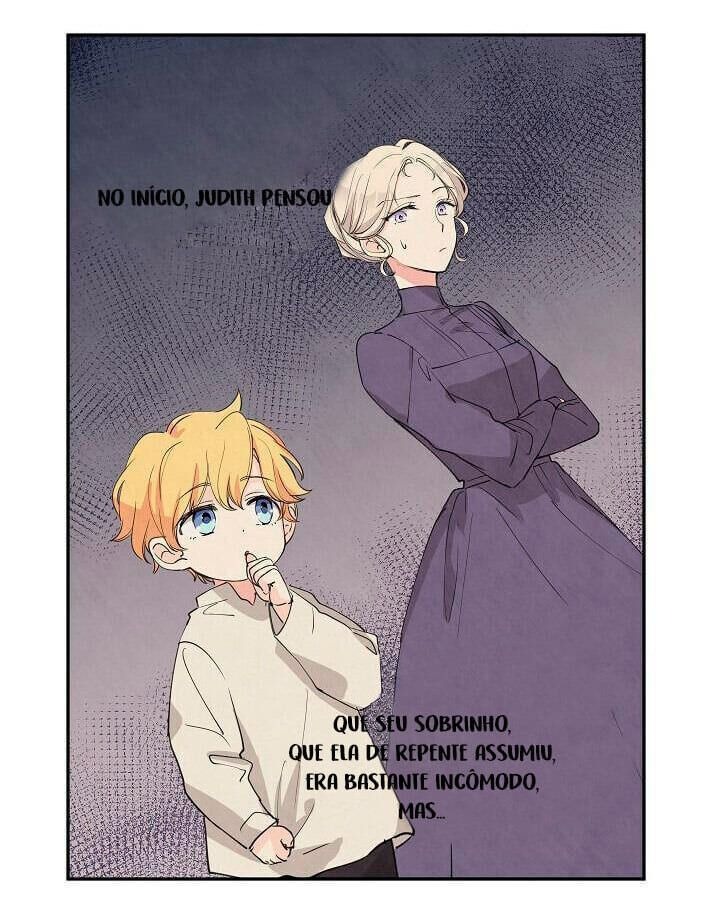 NO INÍCIO, JUDITH PENSOU
QUE SEU SOBRINHO,
QUE ELA DE REPENTE ASSUMIU,
ERA BASTANTE INCÔMODO,
MAS...